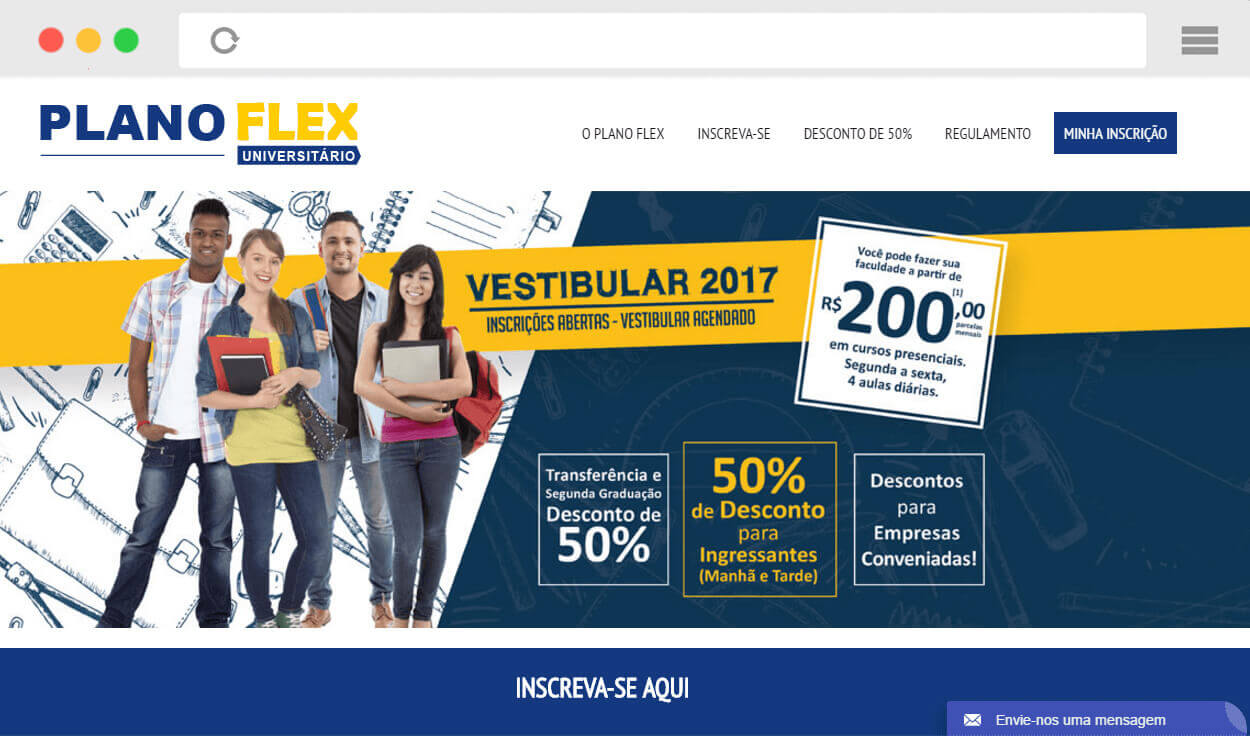 PLANO FLEX
UNIVERSITÁRIO
O PLANO FLEX INSCREVA-SE DESCONTO DE 50% REGULAMENTO MINHA INSCRIÇÃO
VESTIBULAR 2017
INSCRIÇÕES ABERTAS - VESTIBULAR AGENDADO
Você pode fazer sua
faculdade a partir de
R$200,00 [1]
parcelas
mensais
em cursos presenciais.
Segunda a sexta,
4 aulas diárias.
Transferência e
Segunda Graduação
Desconto de
50%
50%
de Desconto
para
Ingressantes
(Manhã e Tarde)
Descontos
para
Empresas
Conveniadas!
INSCREVA-SE AQUI
Envie-nos uma mensagem